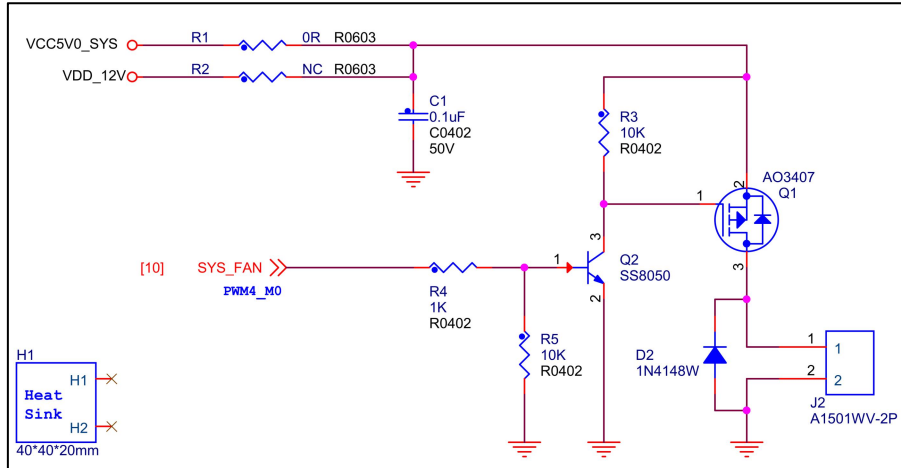 VCC5V0_SYS R1 0R R0603
VDD_12V R2 NC R0603
C1
0.1uF
C0402
50V
R3
10K
R0402
AO3407
Q1
1
2
3
[10] SYS_FAN
PWM4_M0
R4
1K
R0402
1
3
2
Q2
SS8050
R5
10K
R0402
D2
1N4148W
1 1
2 2
J2
A1501WV-2P
H1
H1
Heat
Sink
H2
40*40*20mm